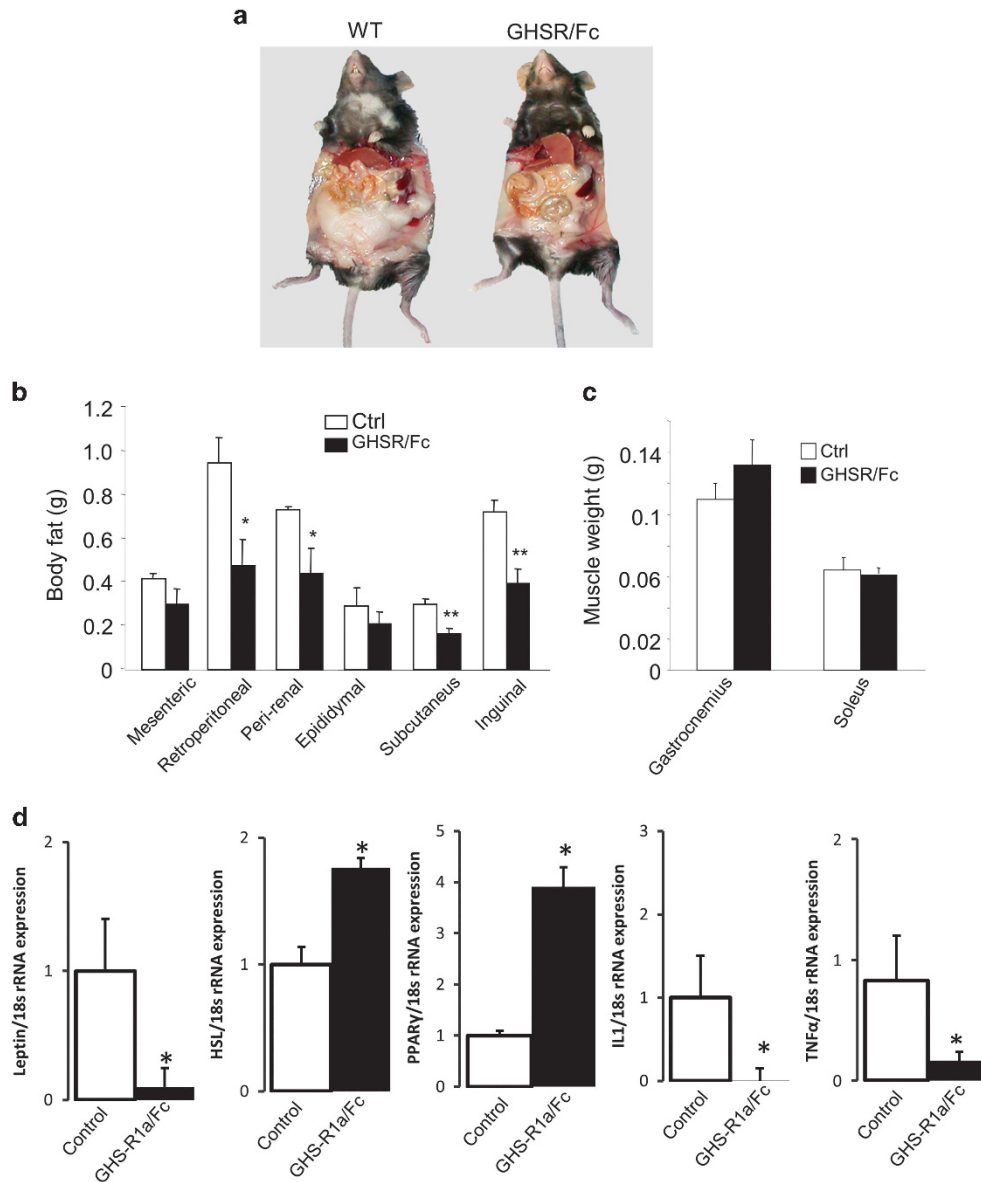 a
WT GHSR/Fc
b
Body fat (g)
1.2
1.0
0.8
0.6
0.4
0.2
0
Ctrl
GHSR/Fc
*
*
**
**
Mesenteric
Retroperitoneal
Peri-renal
Epididymal
Subcutaneus
Inguinal
c
Muscle weight (g)
0.14
0.1
0.06
0.02
0
Ctrl
GHSR/Fc
Gastrocnemius
Soleus
d
Leptin/18s rRNA expression
2
1
0
*
Control
GHS-R1a/Fc
HSL/18s rRNA expression
2
1
0
*
Control
GHS-R1a/Fc
PPARγ/18s rRNA expression
5
4
3
2
1
0
*
Control
GHS-R1a/Fc
IL1/18s rRNA expression
3
2
1
0
*
Control
GHS-R1a/Fc
TNFα/18s rRNA expression
2
1
0
*
Control
GHS-R1a/Fc